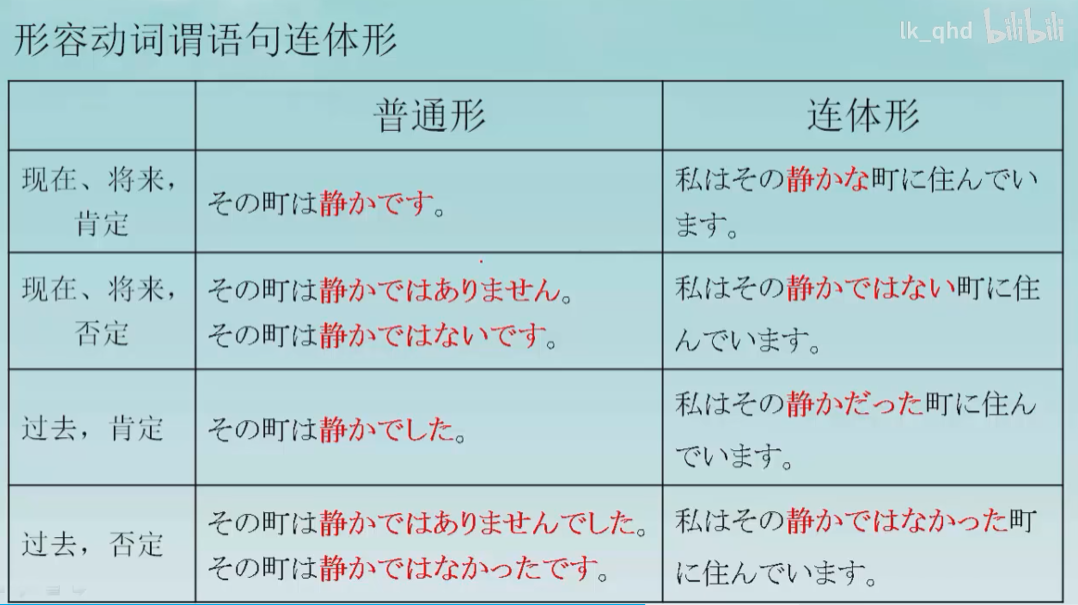 形容动词谓语句连体形
lk_qhd bilibili
普通形
连体形
现在、将来，
肯定
その町は静かです。
私はその静かな町に住んでい
ます。
现在、将来，
否定
その町は静かではありません。
その町は静かではないです。
私はその静かではない町に住
んでいます。
过去，肯定
その町は静かでした。
私はその静かだった町に住ん
でいます。
过去，否定
その町は静かではありませんでした。
その町は静かではなかったです。
私はその静かではなかった町
に住んでいます。